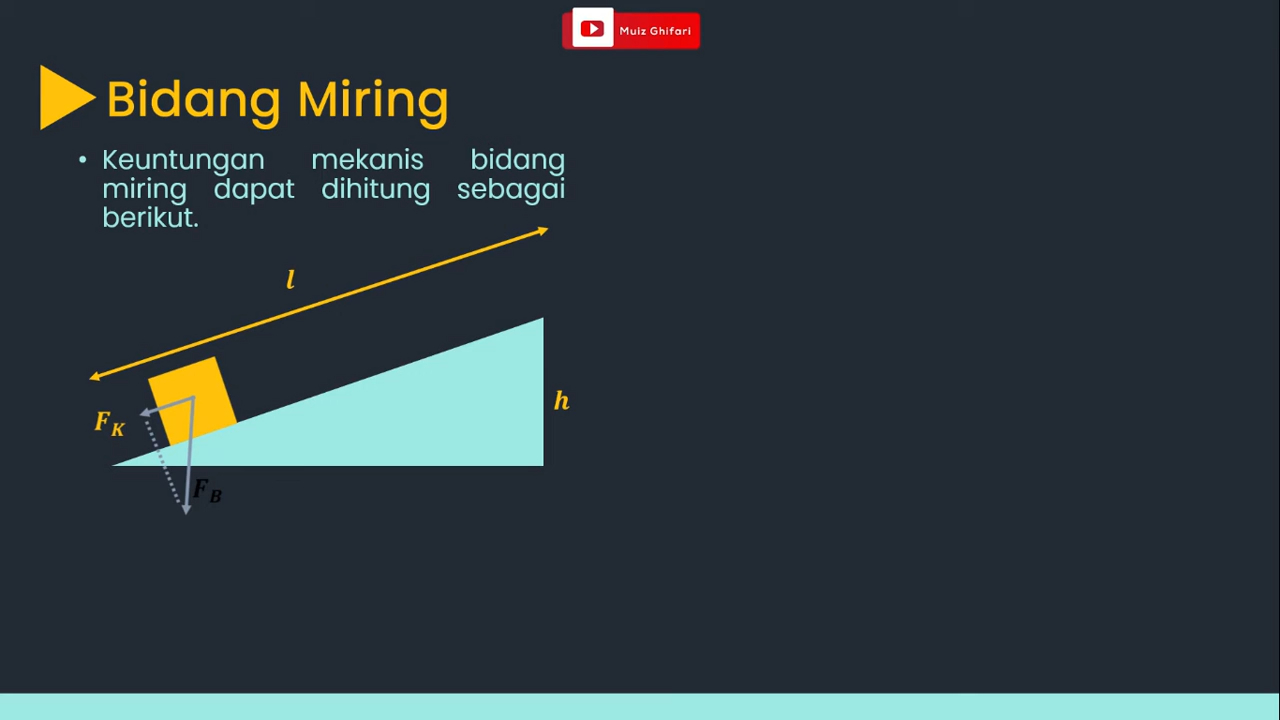 Muiz Ghifari
Bidang Miring
• Keuntungan mekanis bidang
miring dapat dihitung sebagai
berikut.
l
h
F_K
F_B